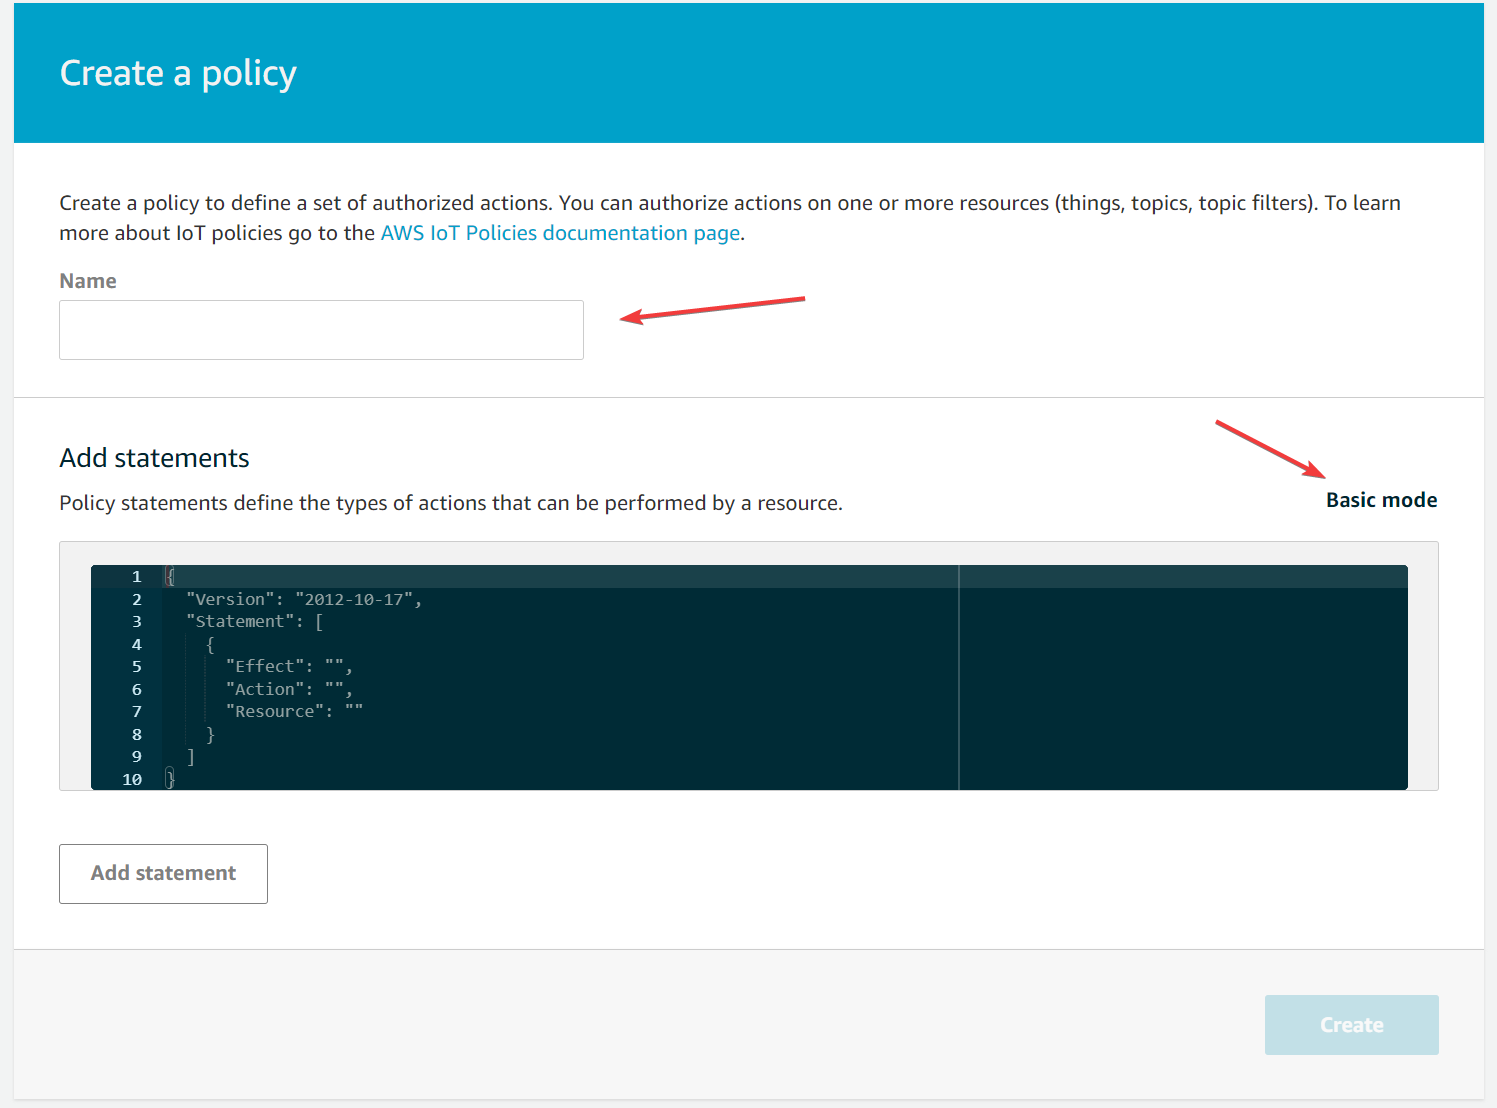 Create a policy
Create a policy to define a set of authorized actions. You can authorize actions on one or more resources (things, topics, topic filters). To learn
more about IoT policies go to the AWS IoT Policies documentation page.
Name
Add statements
Policy statements define the types of actions that can be performed by a resource.
Basic mode
1 {
2   "Version": "2012-10-17",
3   "Statement": [
4     {
5       "Effect": "",
6       "Action": "",
7       "Resource": ""
8     }
9   ]
10 }
Add statement
Create